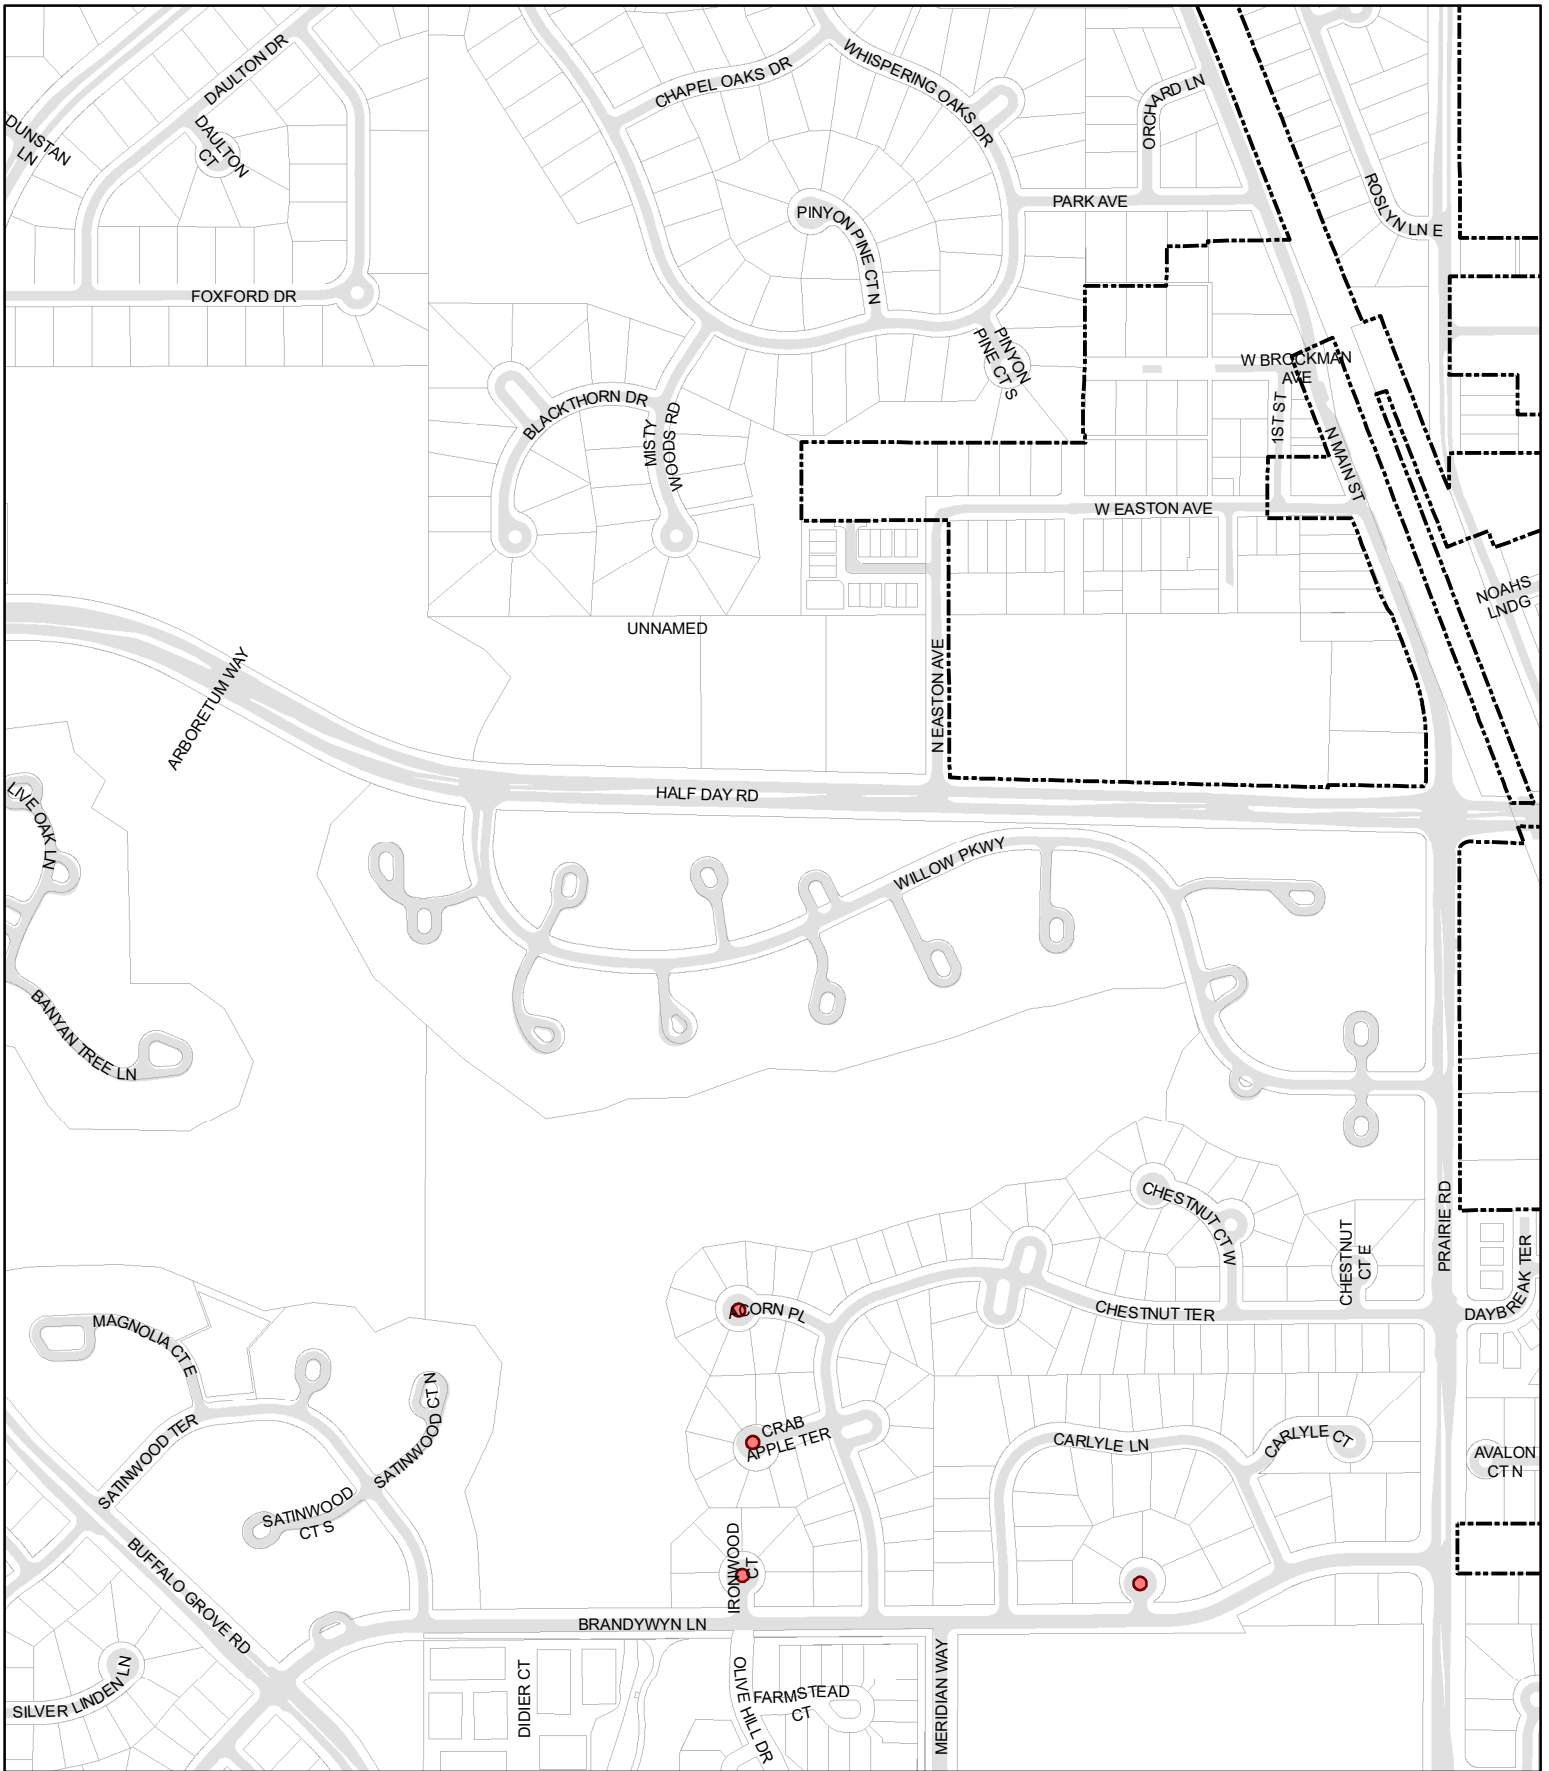 DAULTON DR
CHAPEL OAKS DR
WHISPERING OAKS DR
ORCHARD LN
DUNSTAN
LN
DAULTON
CT
PARK AVE
ROSLYN LN E
PINYON PINE CT N
FOXFORD DR
PINYON
PINE CT S
W BROCKMAN
AVE
BLACKTHORN DR
MISTY
WOODS RD
1ST ST
N MAIN ST
W EASTON AVE
NOAHS
LNDG
UNNAMED
N EASTON AVE
ARBORETUM WAY
HALF DAY RD
LIVE OAK LN
WILLOW PKWY
BANYAN TREE LN
CHESTNUT CT W
CHESTNUT
CT E
PRAIRIE RD
DAYBREAK TER
ACORN PL
CHESTNUT TER
MAGNOLIA CT E
SATINWOOD CT N
SATINWOOD TER
CRAB
APPLE TER
CARLYLE LN
CARLYLE CT
AVALON
CT N
SATINWOOD
CT S
IRONWOOD
CT
BUFFALO GROVE RD
BRANDYWYN LN
SILVER LINDEN LN
DIDIER CT
OLIVE HILL DR
FARMSTEAD
CT
MERIDIAN WAY